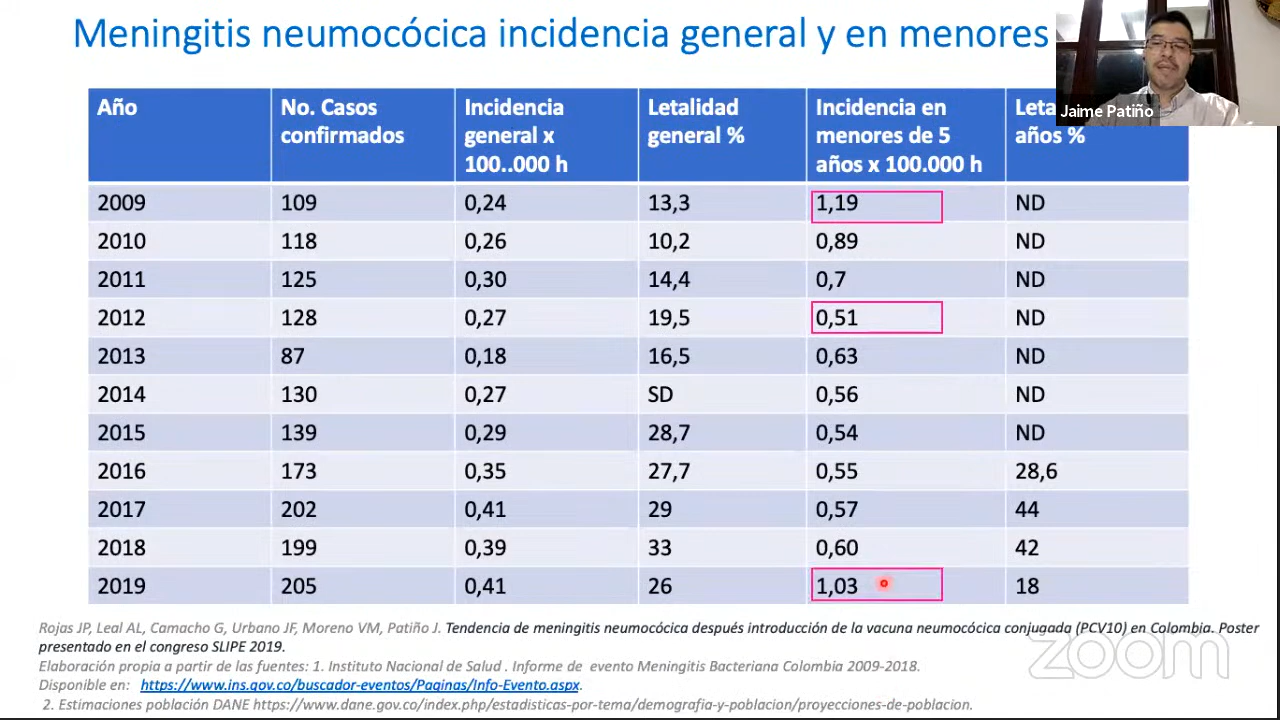 Meningitis neumocócica incidencia general y en menores
Jaime Patiño
Año No. Casos confirmados Incidencia general x 100..000 h Letalidad general % Incidencia en menores de 5 años x 100.000 h años %
2009 109 0,24 13,3 1,19 ND
2010 118 0,26 10,2 0,89 ND
2011 125 0,30 14,4 0,7 ND
2012 128 0,27 19,5 0,51 ND
2013 87 0,18 16,5 0,63 ND
2014 130 0,27 SD 0,56 ND
2015 139 0,29 28,7 0,54 ND
2016 173 0,35 27,7 0,55 28,6
2017 202 0,41 29 0,57 44
2018 199 0,39 33 0,60 42
2019 205 0,41 26 1,03 18
Rojas JP, Leal AL, Camacho G, Urbano JF, Moreno VM, Patiño J. Tendencia de meningitis neumocócica después introducción de la vacuna neumocócica conjugada (PCV10) en Colombia. Poster
presentado en el congreso SLIPE 2019.
Elaboración propia a partir de las fuentes: 1. Instituto Nacional de Salud . Informe de evento Meningitis Bacteriana Colombia 2009-2018.
Disponible en: https://www.ins.gov.co/buscador-eventos/Paginas/Info-Evento.aspx.
2. Estimaciones población DANE https://www.dane.gov.co/index.php/estadisticas-por-tema/demografia-y-poblacion/proyecciones-de-poblacion.
zoom